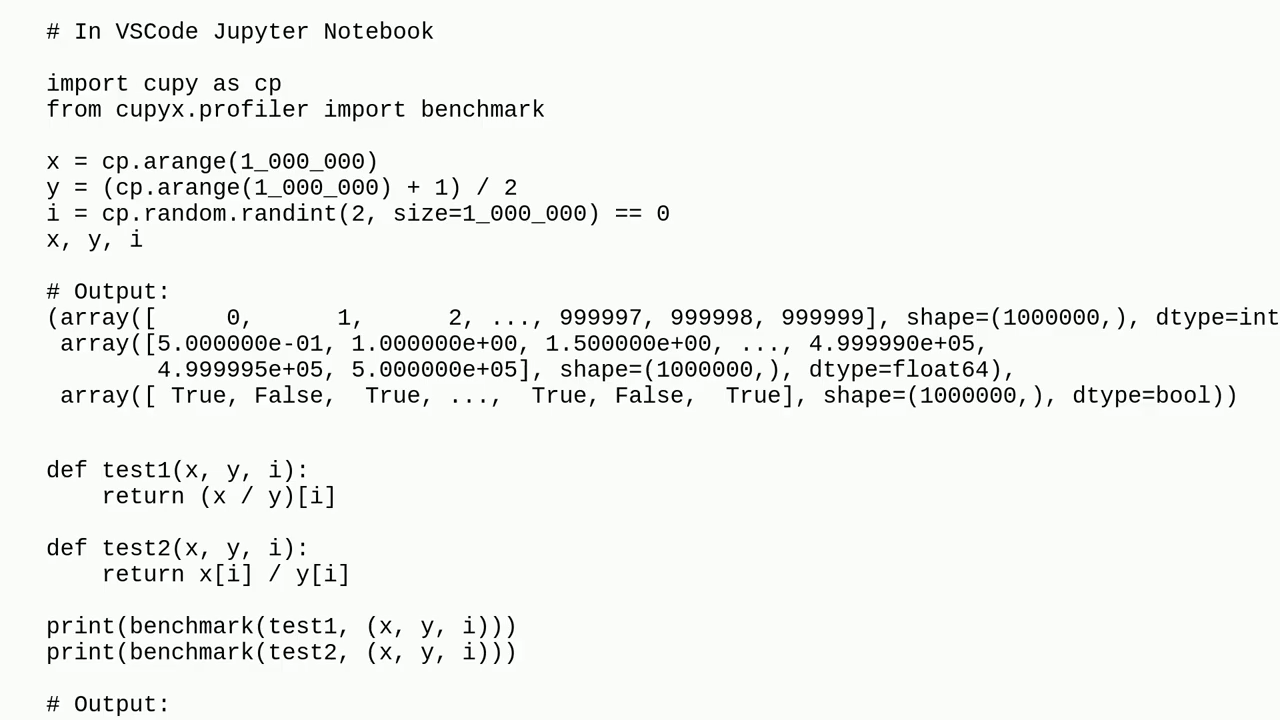 # In VSCode Jupyter Notebook
import cupy as cp
from cupyx.profiler import benchmark
x = cp.arange(1_000_000)
y = (cp.arange(1_000_000) + 1) / 2
i = cp.random.randint(2, size=1_000_000) == 0
x, y, i
# Output:
(array([     0,      1,      2, ..., 999997, 999998, 999999], shape=(1000000,), dtype=int
 array([5.000000e-01, 1.000000e+00, 1.500000e+00, ..., 4.999990e+05,
        4.999995e+05, 5.000000e+05], shape=(1000000,), dtype=float64),
 array([ True, False,  True, ...,  True, False,  True], shape=(1000000,), dtype=bool))
def test1(x, y, i):
    return (x / y)[i]
def test2(x, y, i):
    return x[i] / y[i]
print(benchmark(test1, (x, y, i)))
print(benchmark(test2, (x, y, i)))
# Output: